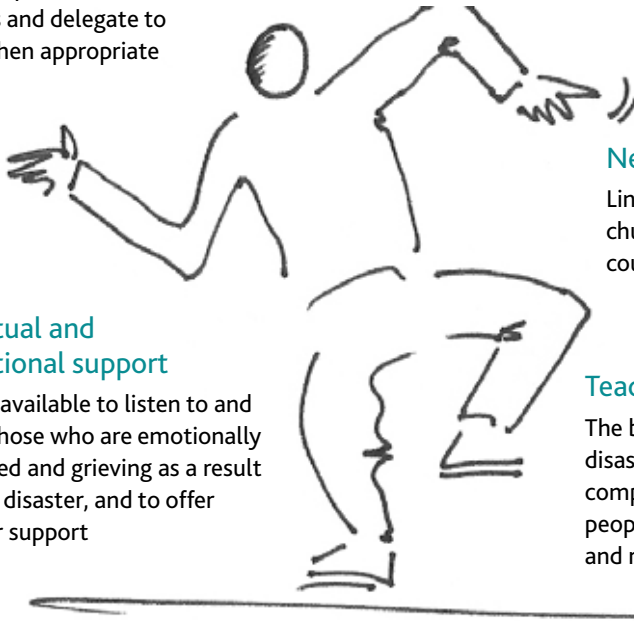 s and delegate to
hen appropriate
Ne
Lin
chu
cou
tual and
tional support
available to listen to and
hose who are emotionally
ed and grieving as a result
disaster, and to offer
r support
Teac
The b
disas
comp
peop
and r